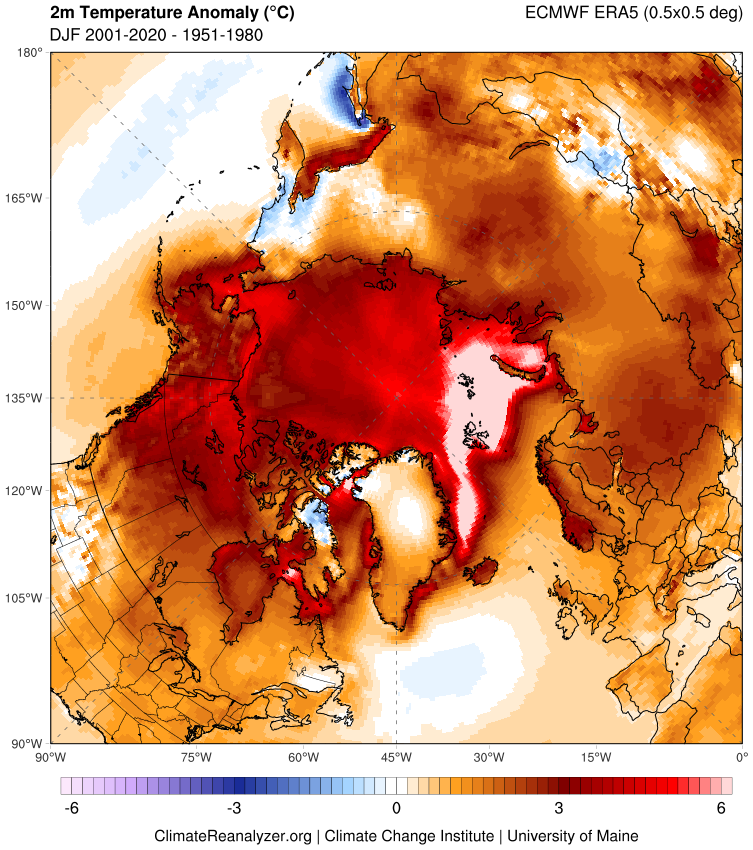 2m Temperature Anomaly (°C)
ECMWF ERA5 (0.5x0.5 deg)
DJF 2001-2020 - 1951-1980
180°
165°W
150°W
135°W
120°W
105°W
90°W
90°W 75°W 60°W 45°W 30°W 15°W 0°
-6 -3 0 3 6
ClimateReanalyzer.org | Climate Change Institute | University of Maine